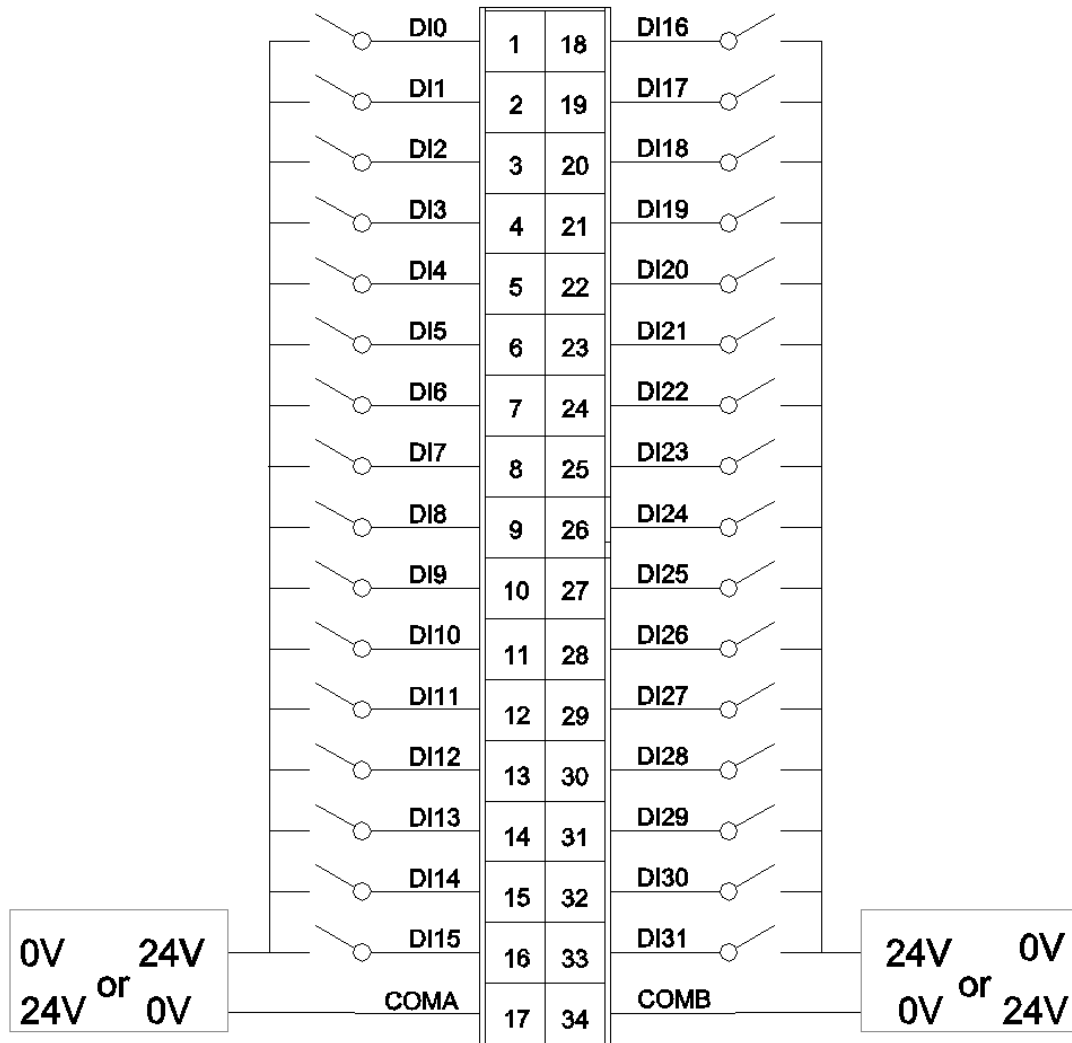 DI0 1 18 DI16
DI1 2 19 DI17
DI2 3 20 DI18
DI3 4 21 DI19
DI4 5 22 DI20
DI5 6 23 DI21
DI6 7 24 DI22
DI7 8 25 DI23
DI8 9 26 DI24
DI9 10 27 DI25
DI10 11 28 DI26
DI11 12 29 DI27
DI12 13 30 DI28
DI13 14 31 DI29
DI14 15 32 DI30
0V 24V DI15 16 33 DI31 24V 0V
or or
24V 0V COMA 17 34 COMB 0V 24V